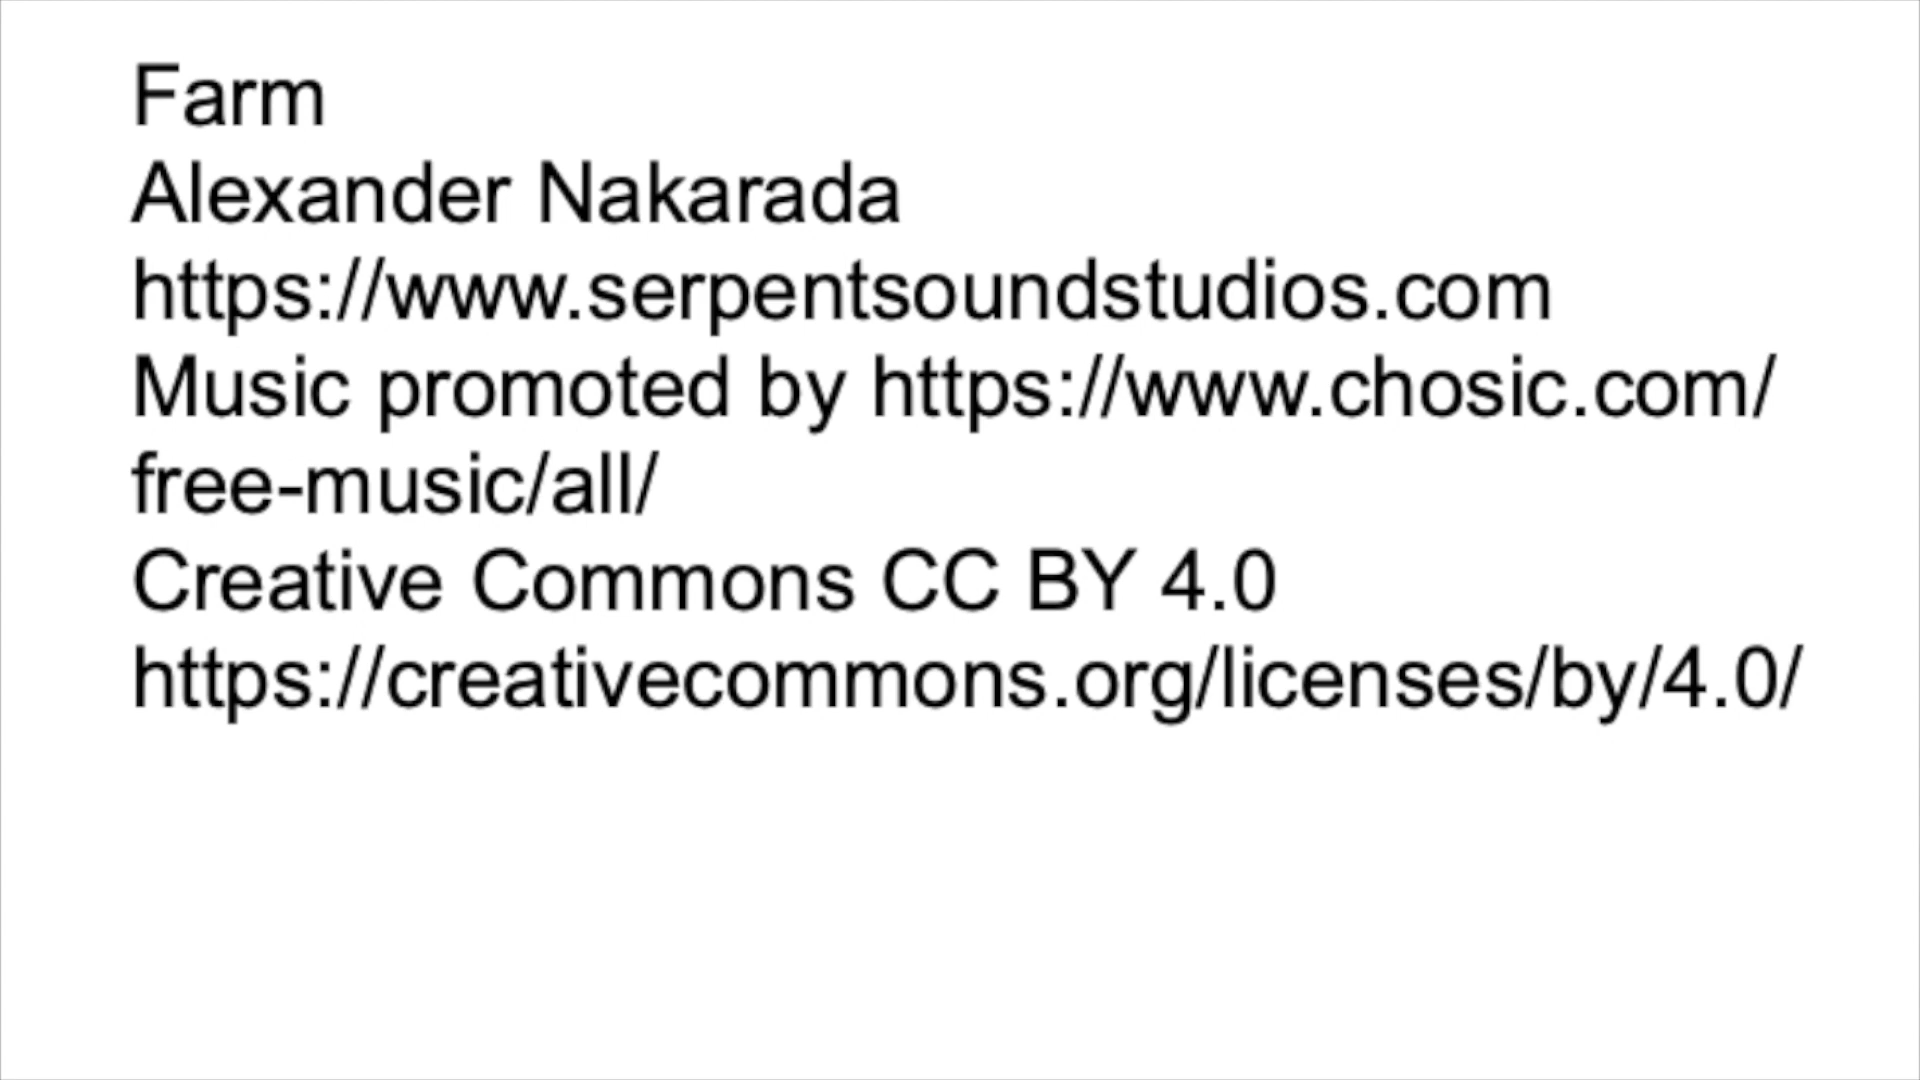 Farm
Alexander Nakarada
https://www.serpentsoundstudios.com
Music promoted by https://www.chosic.com/
free-music/all/
Creative Commons CC BY 4.0
https://creativecommons.org/licenses/by/4.0/